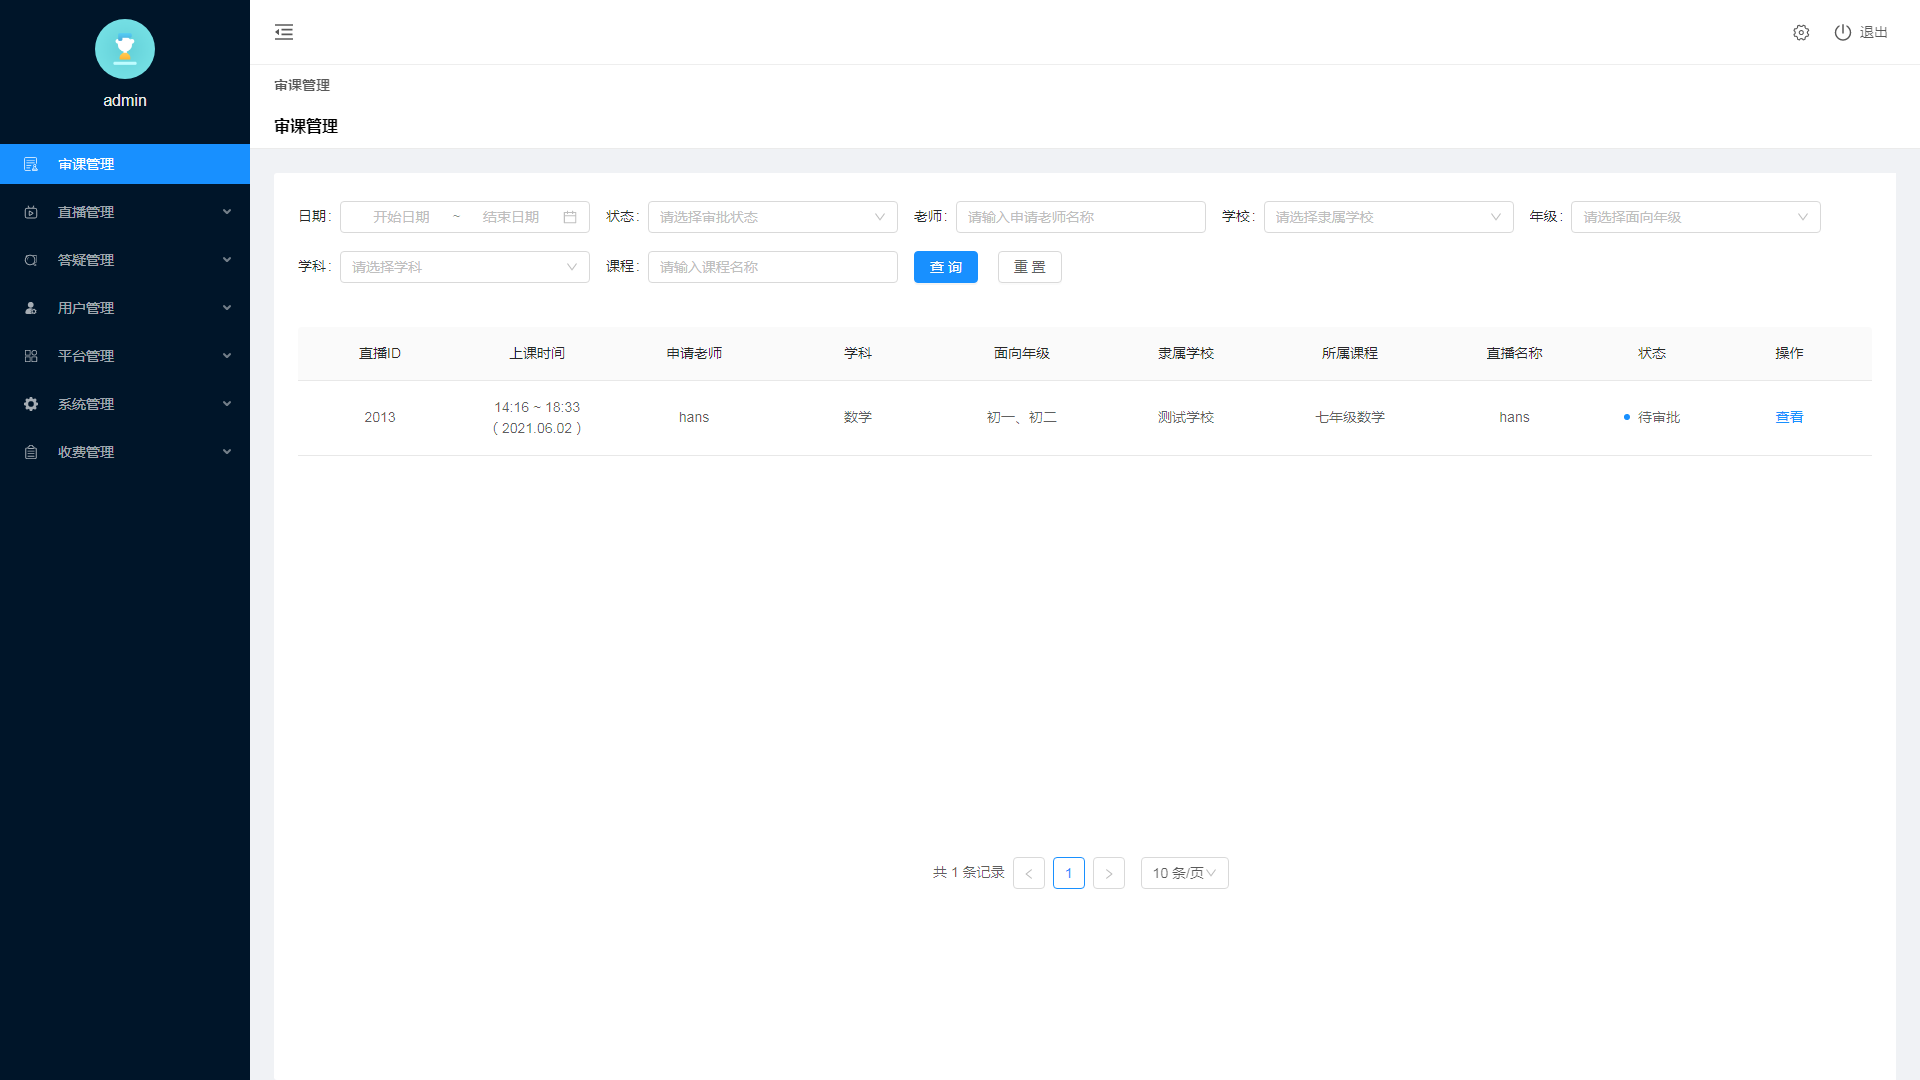 admin
审课管理
直播管理
答疑管理
用户管理
平台管理
系统管理
收费管理
退出
审课管理
审课管理
日期: 开始日期 ~ 结束日期 状态: 请选择审批状态 老师: 请输入申请老师名称 学校: 请选择隶属学校 年级: 请选择面向年级
学科: 请选择学科 课程: 请输入课程名称 查 询 重 置
直播ID 上课时间 申请老师 学科 面向年级 隶属学校 所属课程 直播名称 状态 操作
2013 14:16 ~ 18:33 hans 数学 初一、初二 测试学校 七年级数学 hans 待审批 查看
( 2021.06.02 )
共 1 条记录 < 1 > 10 条/页